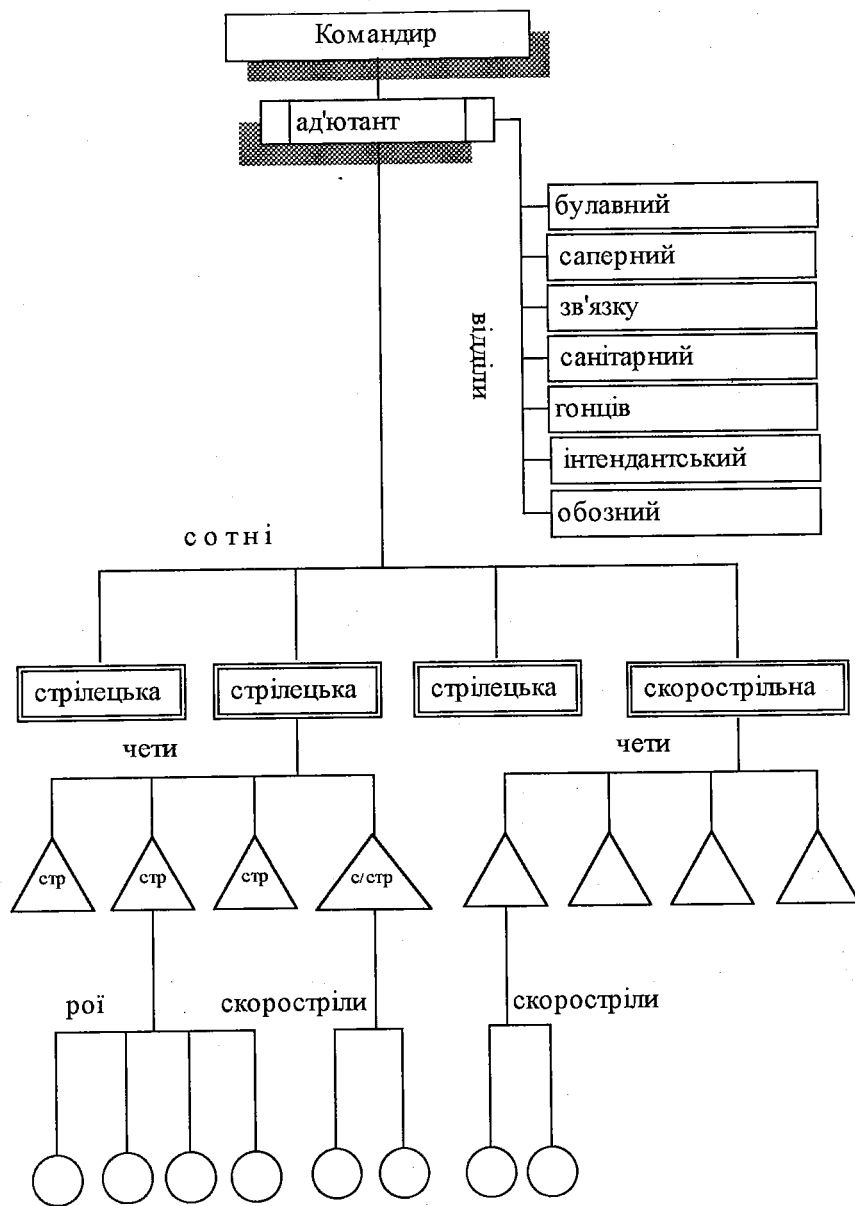 Командир
ад'ютант
булавний
саперний
зв'язку
санітарний
гонців
інтендантський
обозний
відділи
сотні
стрілецька
стрілецька
стрілецька
скорострільна
чети
чети
стр
стр
стр
с/стр
рої
скоростріли
скоростріли